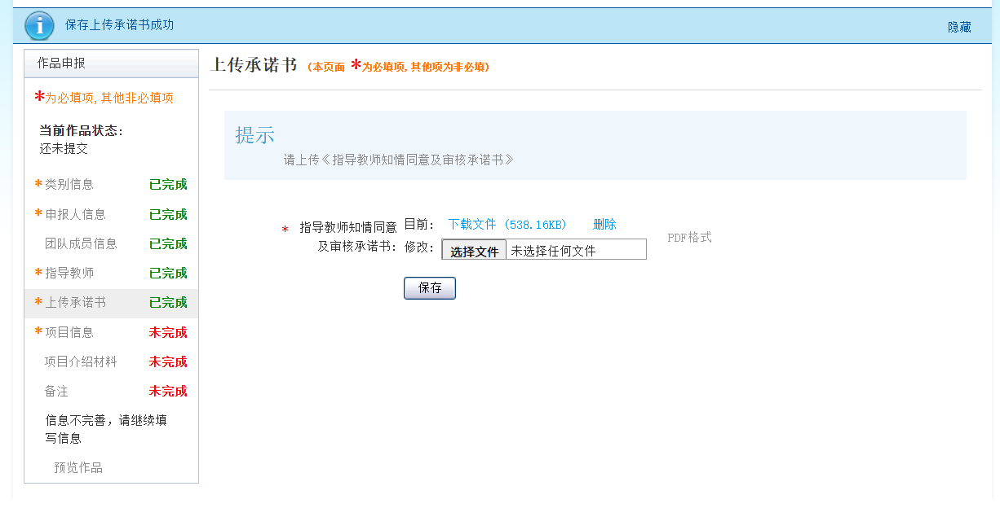 保存上传承诺书成功
隐藏
作品申报
*为必填项,其他非必填项
当前作品状态:
还未提交
* 类别信息 已完成
* 申报人信息 已完成
团队成员信息 已完成
* 指导教师 已完成
* 上传承诺书 已完成
* 项目信息 未完成
项目介绍材料 未完成
备注 未完成
信息不完善，请继续填
写信息
预览作品
上传承诺书 (本页面 *为必填项,其他项为非必填)
提示
请上传《指导教师知情同意及审核承诺书》
* 指导教师知情同意 目前: 下载文件 (538.16KB) 删除
及审核承诺书: 修改: 选择文件 未选择任何文件
PDF格式
保存